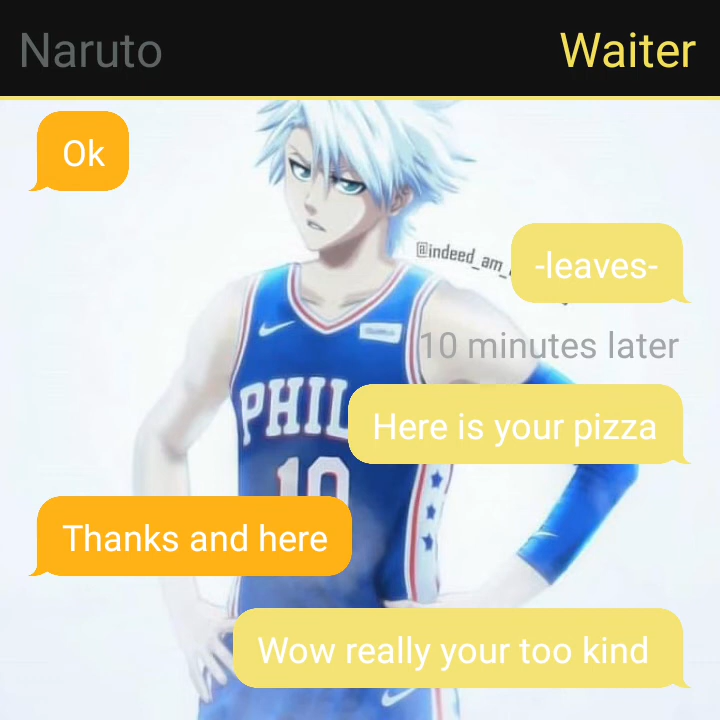 Naruto
Waiter
Ok
@indeed_am_
-leaves-
10 minutes later
Here is your pizza
PHIL
10
Thanks and here
Wow really your too kind